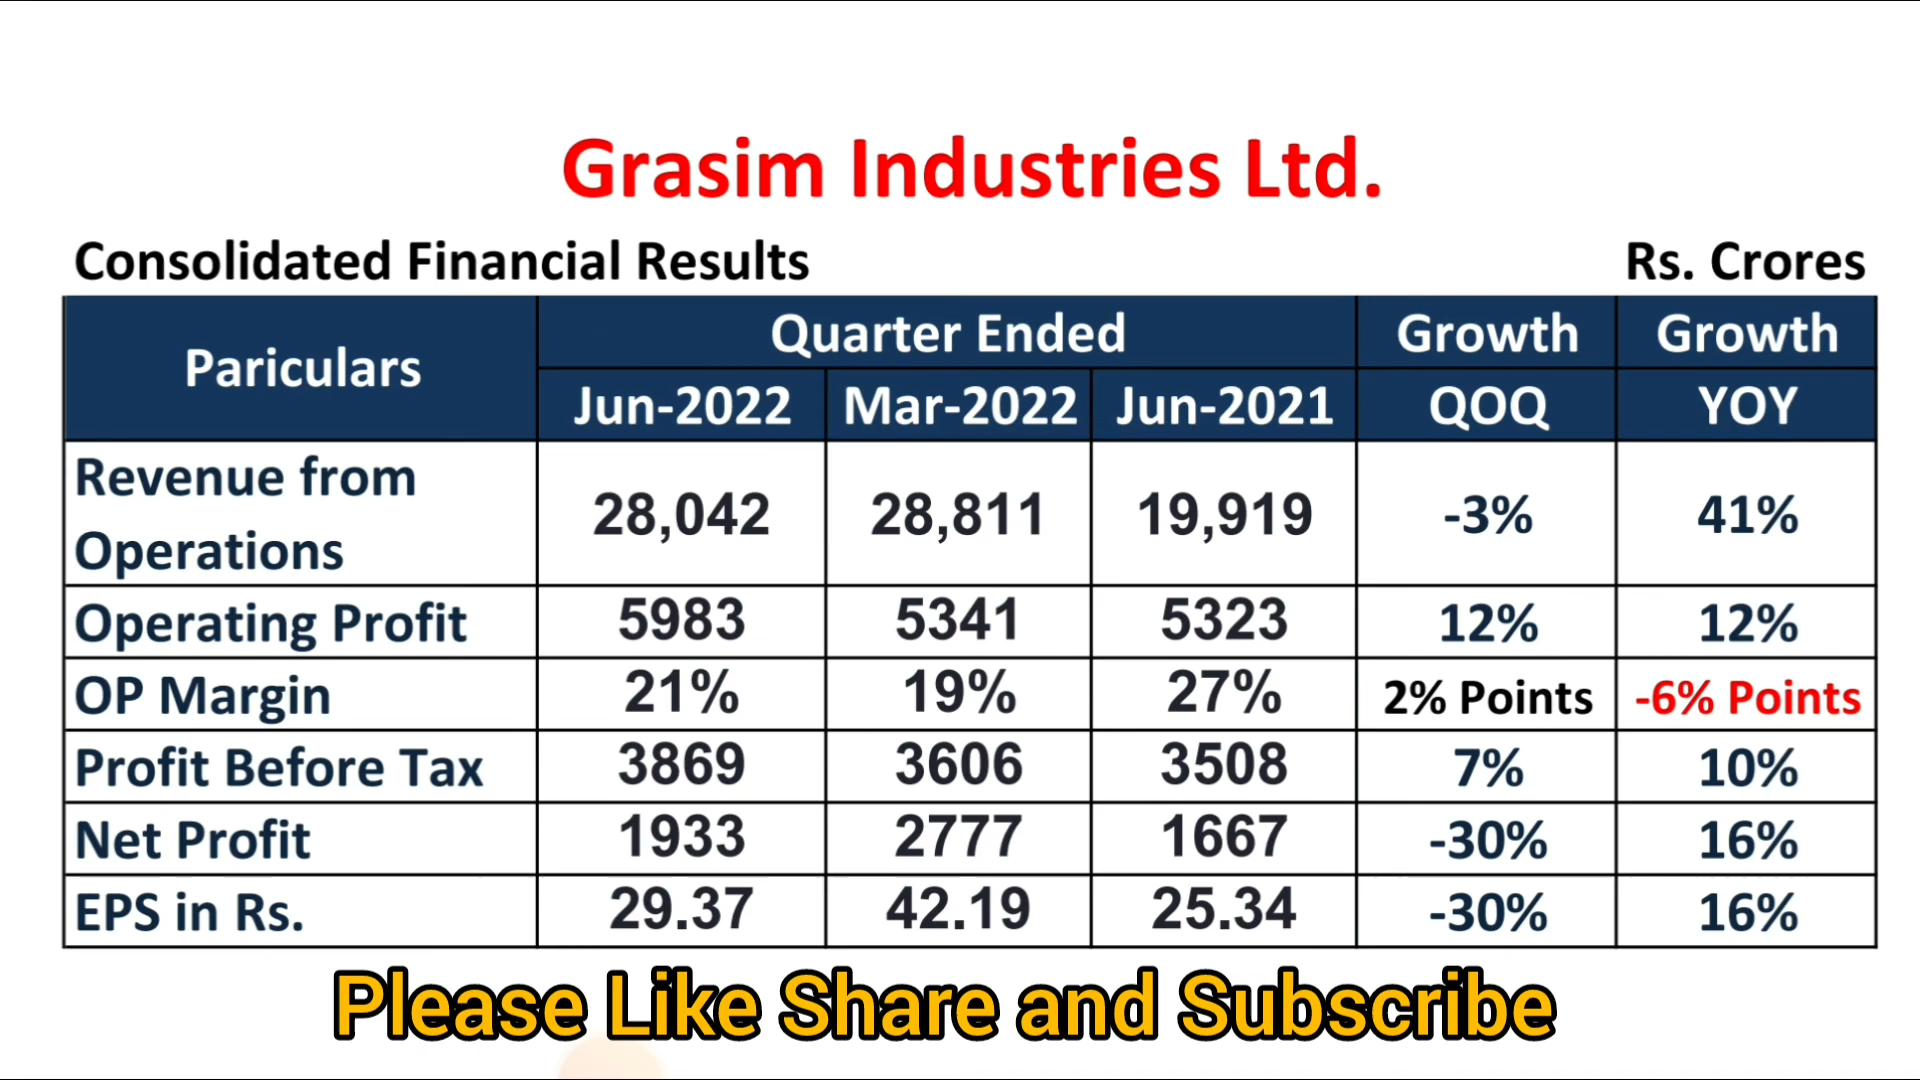 Grasim Industries Ltd.
Consolidated Financial Results Rs. Crores
Pariculars Quarter Ended Growth Growth
Jun-2022 Mar-2022 Jun-2021 QOQ YOY
Revenue from
Operations 28,042 28,811 19,919 -3% 41%
Operating Profit 5983 5341 5323 12% 12%
OP Margin 21% 19% 27% 2% Points -6% Points
Profit Before Tax 3869 3606 3508 7% 10%
Net Profit 1933 2777 1667 -30% 16%
EPS in Rs. 29.37 42.19 25.34 -30% 16%
Please Like Share and Subscribe